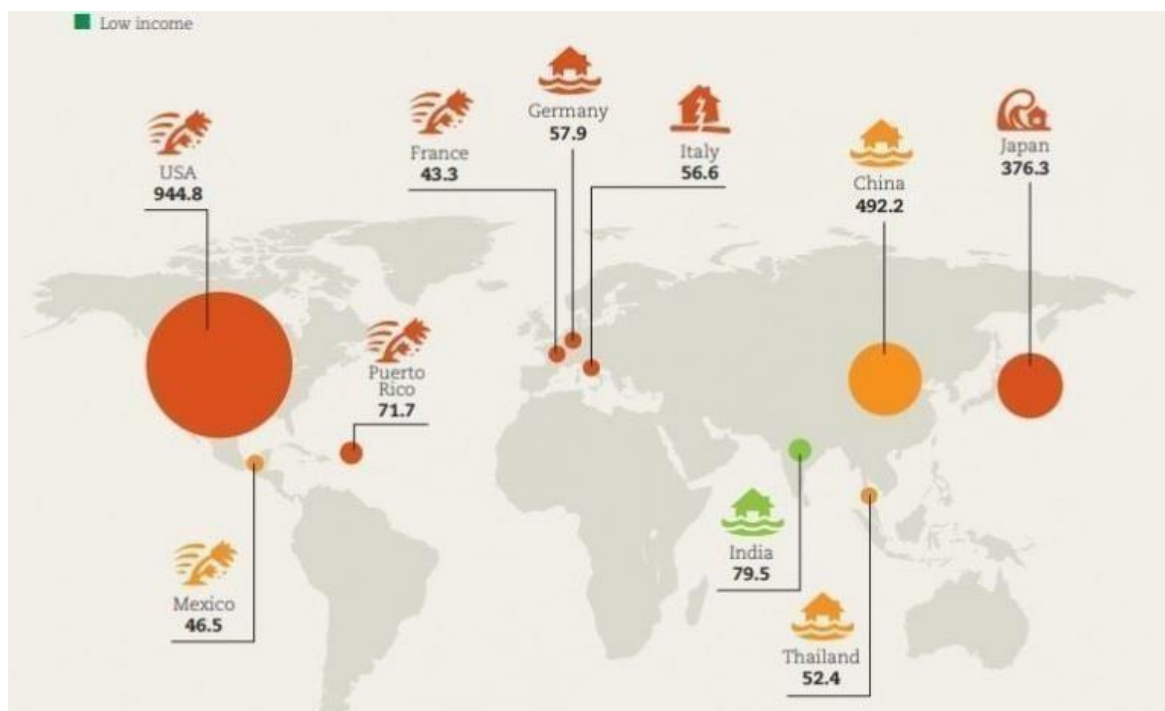 Low income
Germany
57.9
USA
944.8
France
43.3
Italy
56.6
China
492.2
Japan
376.3
Puerto
Rico
71.7
India
79.5
Mexico
46.5
Thailand
52.4